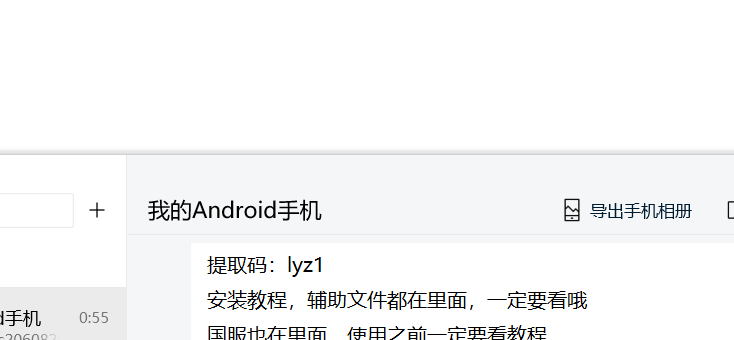 我的Android手机
导出手机相册
d手机
0:55
c206082
提取码：lyz1
安装教程，辅助文件都在里面，一定要看哦
国服也在里面，使用之前一定要看教程